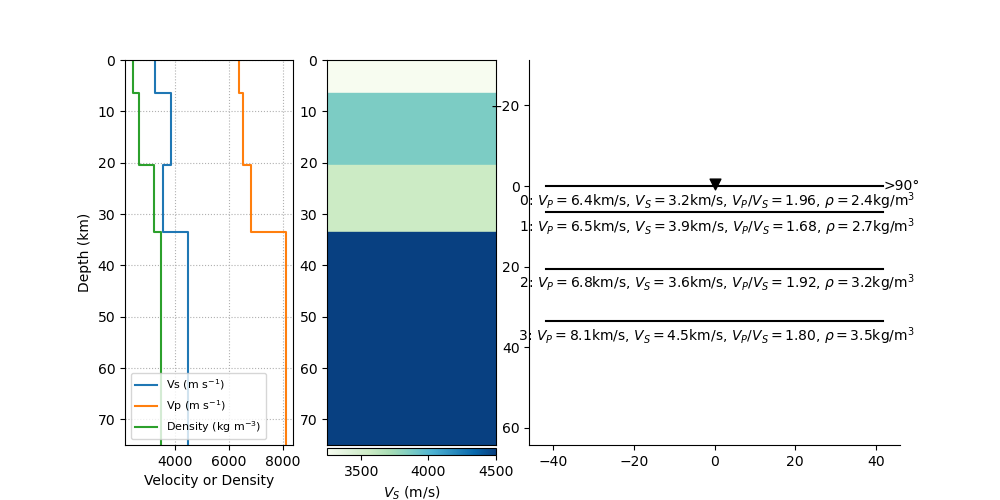 0
10
20
30
40
50
60
70
Depth (km)
4000 6000 8000
Velocity or Density
Vs (m s⁻¹)
Vp (m s⁻¹)
Density (kg m⁻³)
0
10
20
30
40
50
60
70
3500 4000 4500
V_S (m/s)
−20
0
20
40
60
−40 −20 0 20 40
>90°
0: V_P = 6.4km/s, V_S = 3.2km/s, V_P/V_S = 1.96, ρ = 2.4kg/m³
1: V_P = 6.5km/s, V_S = 3.9km/s, V_P/V_S = 1.68, ρ = 2.7kg/m³
2: V_P = 6.8km/s, V_S = 3.6km/s, V_P/V_S = 1.92, ρ = 3.2kg/m³
3: V_P = 8.1km/s, V_S = 4.5km/s, V_P/V_S = 1.80, ρ = 3.5kg/m³